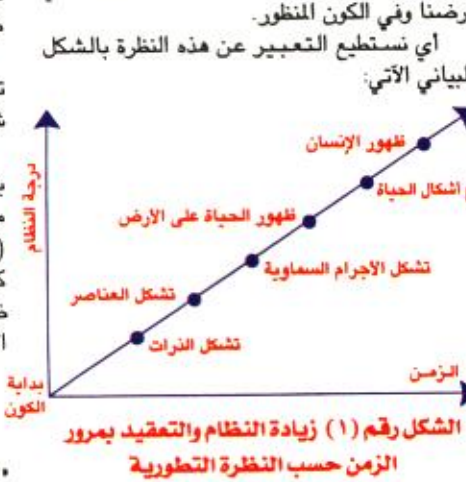 رضنا وفي الكون المنظور.
أي نستطيع التعبير عن هذه النظرة بالشكل
لبياني الآتي:
ظهور الإنسان
أشكال الحياة
ظهور الحياة على الأرض
تشكل الأجرام السماوية
تشكل العناصر
تشكل الذرات
درجة النظام
الزمن
بداية
الكون
الشكل رقم (١) زيادة النظام والتعقيد بمرور
الزمن حسب النظرة التطورية